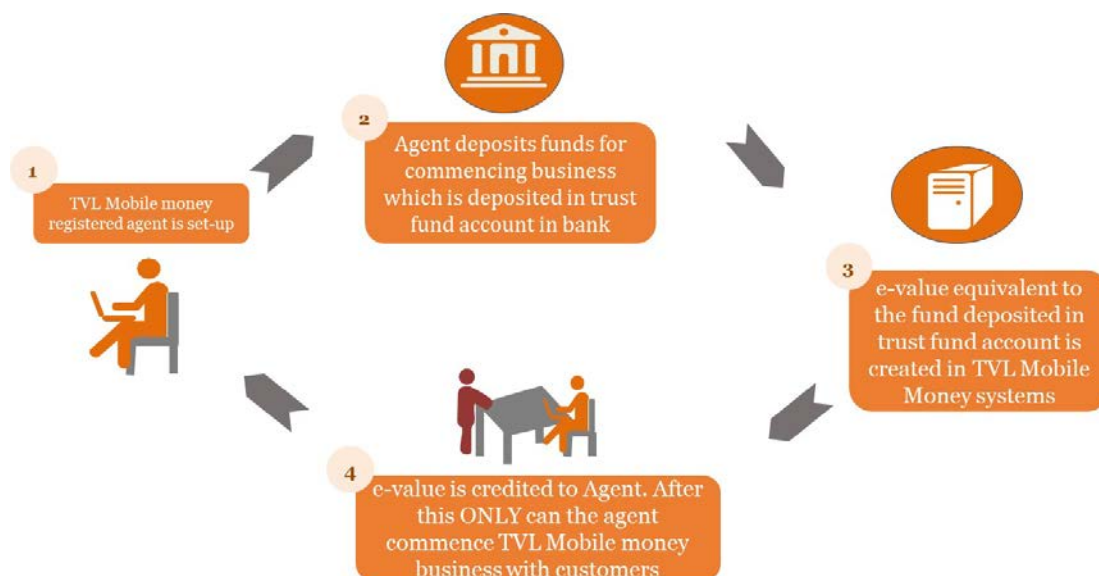 1
TVL Mobile money
registered agent is set-up
2
Agent deposits funds for
commencing business
which is deposited in trust
fund account in bank
3
e-value equivalent to
the fund deposited in
trust fund account is
created in TVL Mobile
Money systems
4
e-value is credited to Agent. After
this ONLY can the agent
commence TVL Mobile money
business with customers